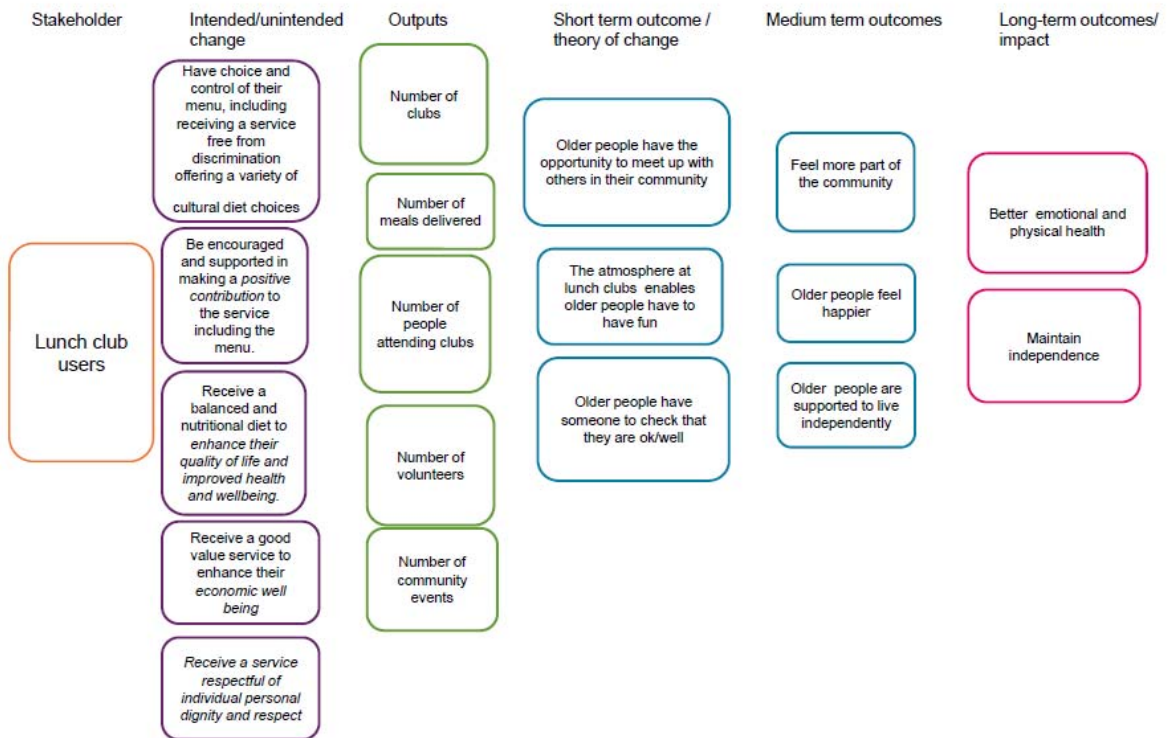 Stakeholder
Intended/unintended
change
Outputs
Short term outcome /
theory of change
Medium term outcomes
Long-term outcomes/
impact
Lunch club
users
Have choice and
control of their
menu, including
receiving a service
free from
discrimination
offering a variety of
cultural diet choices
Be encouraged
and supported in
making a positive
contribution to
the service
including the
menu.
Receive a
balanced and
nutritional diet to
enhance their
quality of life and
improved health
and wellbeing.
Receive a good
value service to
enhance their
economic well
being
Receive a service
respectful of
individual personal
dignity and respect
Number of
clubs
Number of
meals delivered
Number of
people
attending clubs
Number of
volunteers
Number of
community
events
Older people have the
opportunity to meet up with
others in their community
The atmosphere at
lunch clubs enables
older people have to
have fun
Older people have
someone to check that
they are ok/well
Feel more part of
the community
Older people feel
happier
Older people are
supported to live
independently
Better emotional and
physical health
Maintain
independence